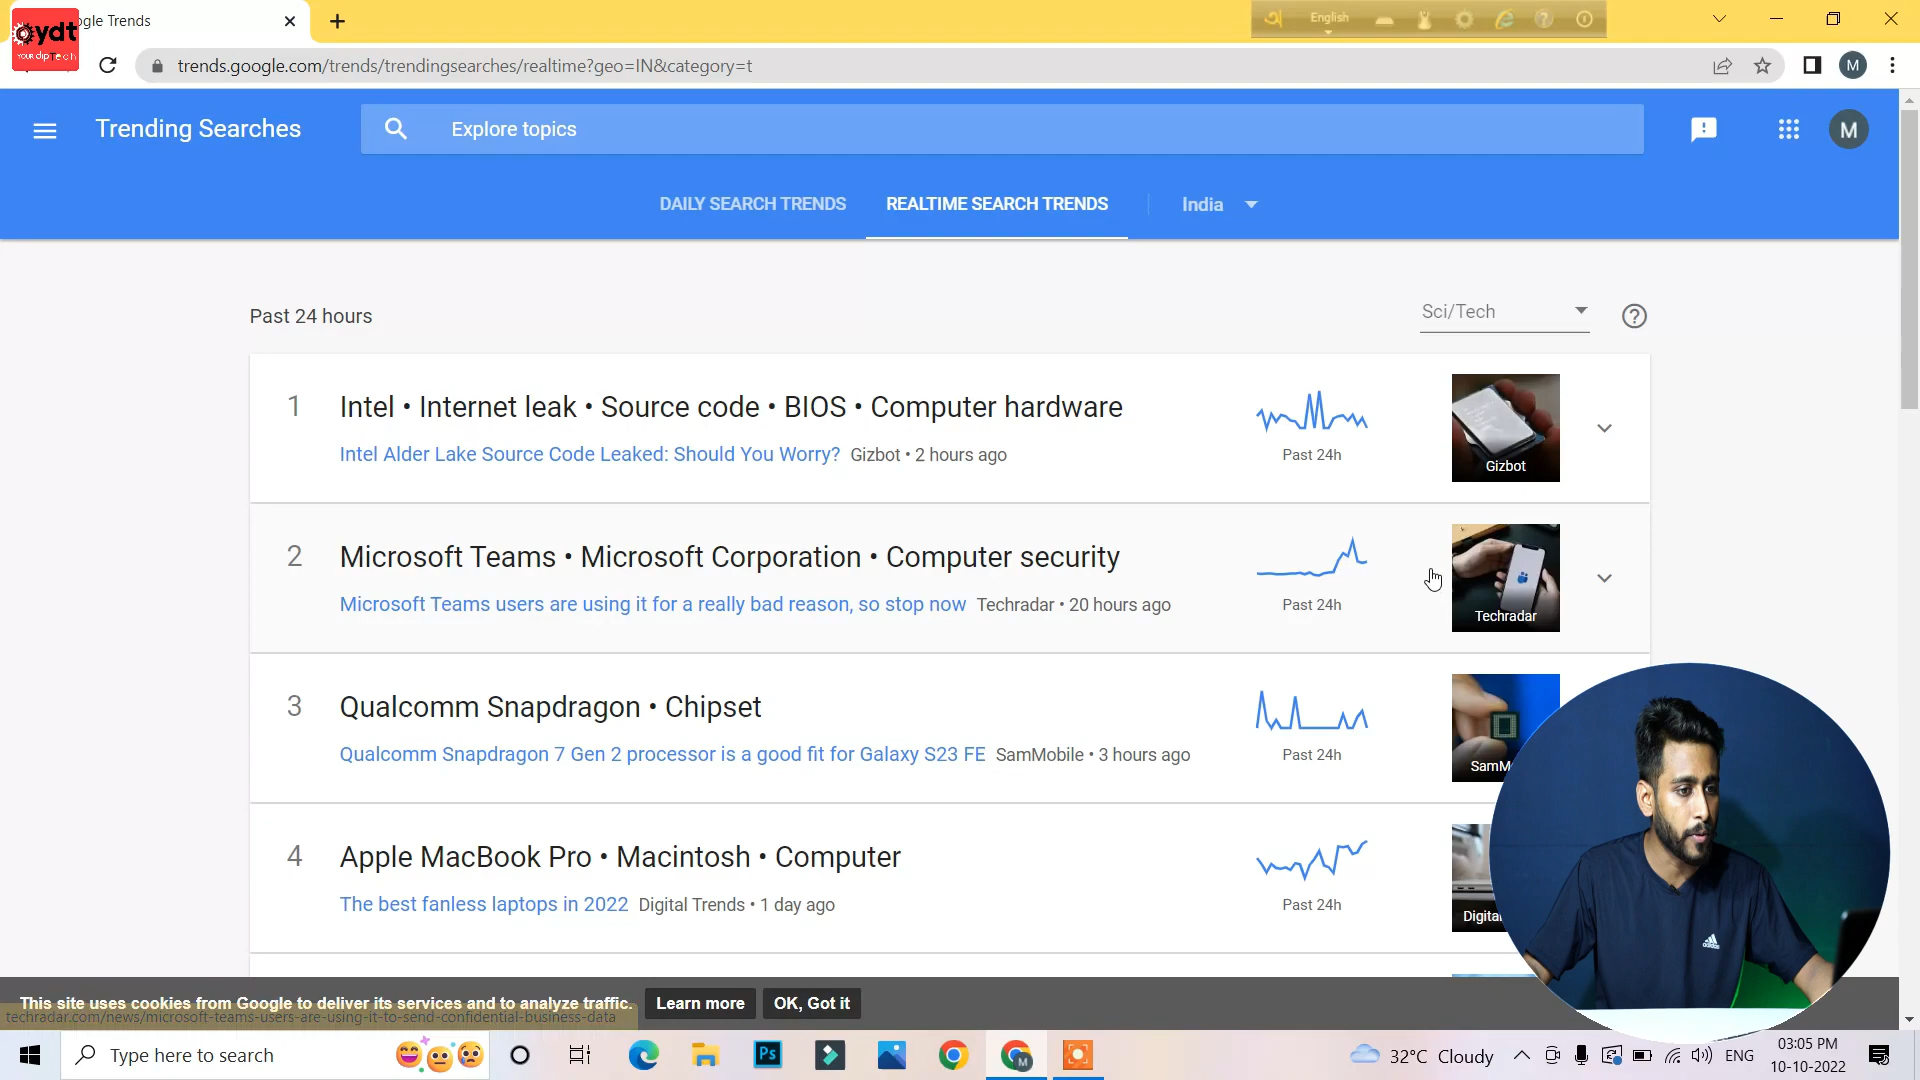 ogle Trends
ydt
YOUR DIP Tech
English
trends.google.com/trends/trendingsearches/realtime?geo=IN&category=t
M
Trending Searches
Explore topics
M
DAILY SEARCH TRENDS
REALTIME SEARCH TRENDS
India
Past 24 hours
Sci/Tech
1
Intel • Internet leak • Source code • BIOS • Computer hardware
Intel Alder Lake Source Code Leaked: Should You Worry? Gizbot • 2 hours ago
Past 24h
Gizbot
2
Microsoft Teams • Microsoft Corporation • Computer security
Microsoft Teams users are using it for a really bad reason, so stop now Techradar • 20 hours ago
Past 24h
Techradar
3
Qualcomm Snapdragon • Chipset
Qualcomm Snapdragon 7 Gen 2 processor is a good fit for Galaxy S23 FE SamMobile • 3 hours ago
Past 24h
SamM
4
Apple MacBook Pro • Macintosh • Computer
The best fanless laptops in 2022 Digital Trends • 1 day ago
Past 24h
Digita
adidas
This site uses cookies from Google to deliver its services and to analyze traffic. Learn more OK, Got it
techradar.com/news/microsoft-teams-users-are-using-it-to-send-confidential-business-data
Type here to search
Ps
M
32°C Cloudy
ENG
03:05 PM
10-10-2022